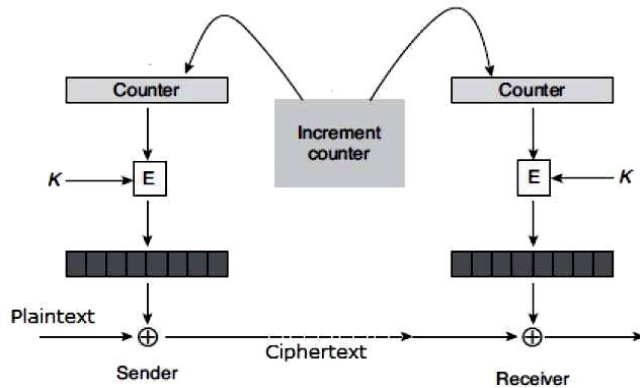 Counter
Counter
Increment
counter
K
E
E
K
Plaintext
Ciphertext
Sender
Receiver